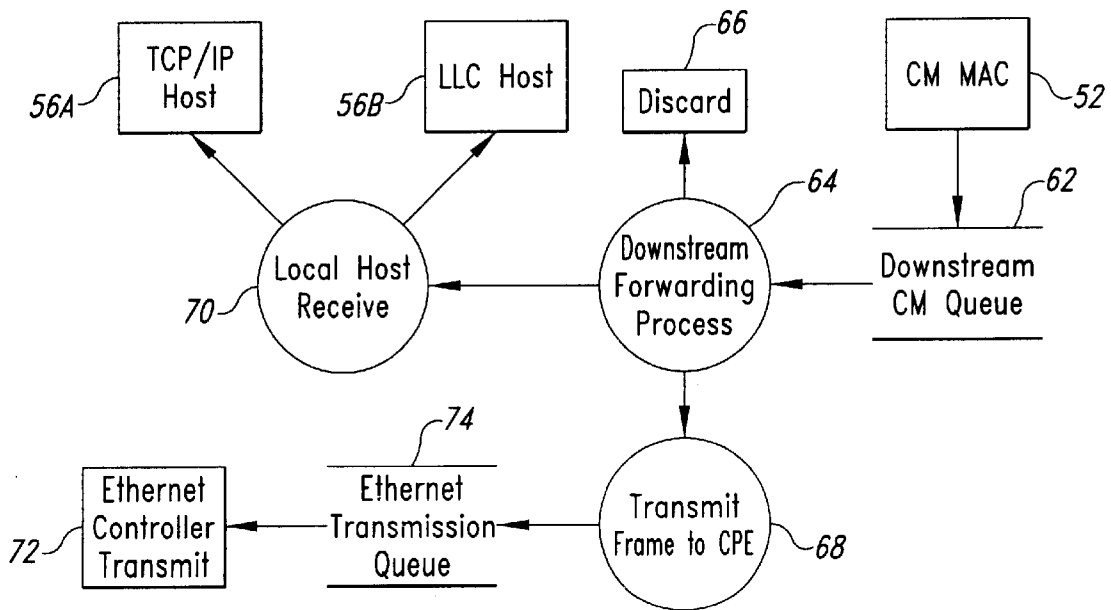 66
TCP/IP
Host
56A
LLC Host
56B
Discard
CM MAC
52
64
62
Local Host
Receive
70
Downstream
Forwarding
Process
Downstream
CM Queue
74
Ethernet
Controller
Transmit
72
Ethernet
Transmission
Queue
Transmit
Frame to CPE
68